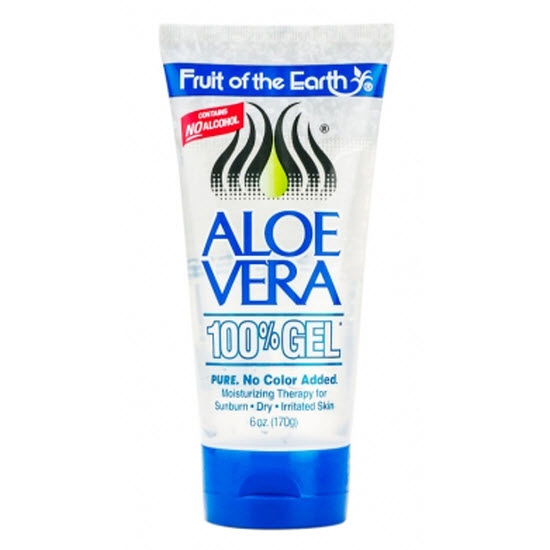 Fruit of the Earth®
CONTAINS
NO ALCOHOL
®
ALOE
VERA
100% GEL*
PURE. No Color Added.
Moisturizing Therapy for
Sunburn • Dry • Irritated Skin
6 oz. (170g)